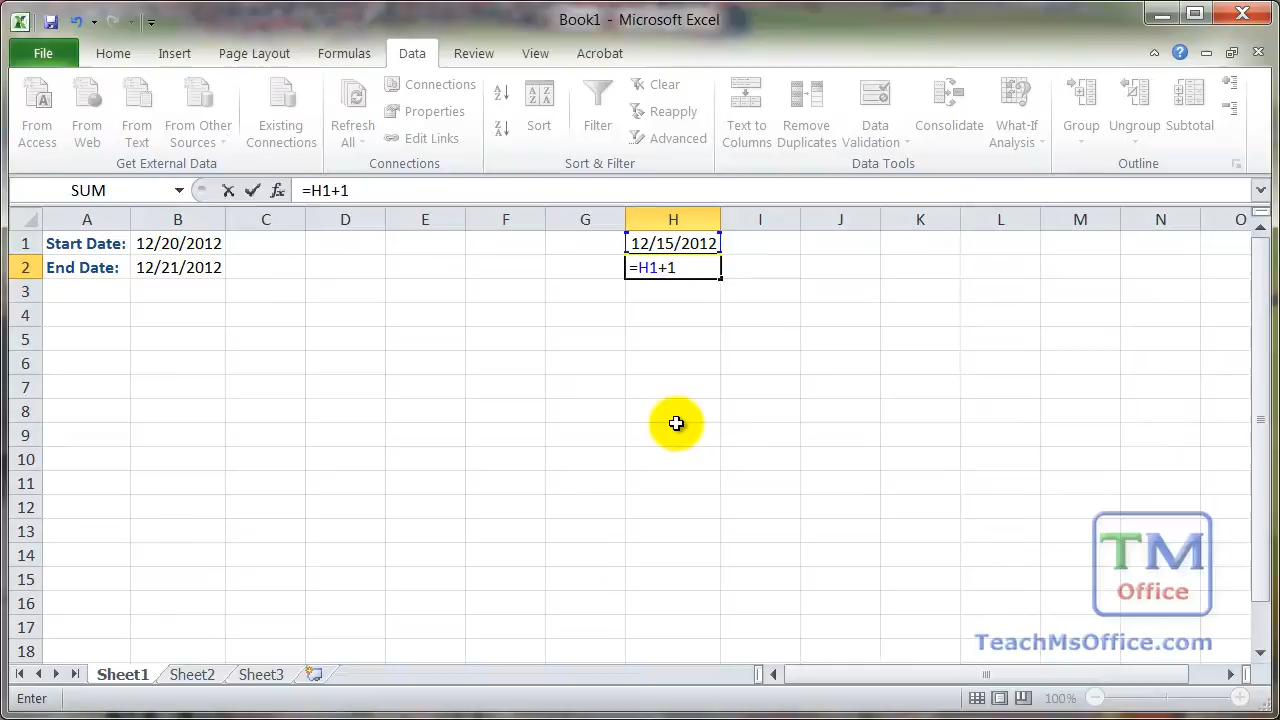 Book1 - Microsoft Excel
File Home Insert Page Layout Formulas Data Review View Acrobat
From Access
From Web
From Text
From Other Sources
Existing Connections
Get External Data
Refresh All
Connections
Properties
Edit Links
Connections
Sort
Filter
Clear
Reapply
Advanced
Sort & Filter
Text to Columns
Remove Duplicates
Data Validation
Consolidate
What-If Analysis
Data Tools
Group
Ungroup
Subtotal
Outline
SUM =H1+1
A B C D E F G H I J K L M N O
1 Start Date: 12/20/2012 12/15/2012
2 End Date: 12/21/2012 =H1+1
3
4
5
6
7
8
9
10
11
12
13
14
15
16
17
18
TM
Office
TeachMsOffice.com
Sheet1 Sheet2 Sheet3
Enter 100%